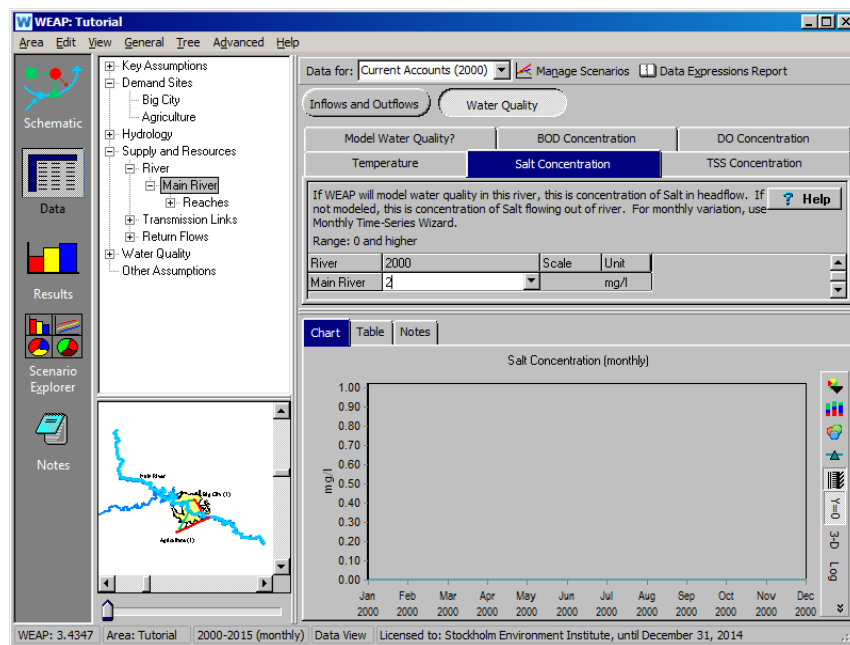 WEAP: Tutorial
Area Edit View General Tree Advanced Help
Schematic
Data
Results
Scenario
Explorer
Notes
Key Assumptions
Demand Sites
Big City
Agriculture
Hydrology
Supply and Resources
River
Main River
Reaches
Transmission Links
Return Flows
Water Quality
Other Assumptions
Main River
Big City (1)
Agriculture (1)
Data for: Current Accounts (2000) Manage Scenarios Data Expressions Report
Inflows and Outflows Water Quality
Model Water Quality? BOD Concentration DO Concentration
Temperature Salt Concentration TSS Concentration
If WEAP will model water quality in this river, this is concentration of Salt in headflow. If
not modeled, this is concentration of Salt flowing out of river. For monthly variation, use
Monthly Time-Series Wizard.
? Help
Range: 0 and higher
River 2000 Scale Unit
Main River 2 mg/l
Chart Table Notes
Salt Concentration (monthly)
mg/l
1.00
0.90
0.80
0.70
0.60
0.50
0.40
0.30
0.20
0.10
0.00
Jan Feb Mar Apr May Jun Jul Aug Sep Oct Nov Dec
2000 2000 2000 2000 2000 2000 2000 2000 2000 2000 2000 2000
Y=0
3-D
Log
WEAP: 3.4347 Area: Tutorial 2000-2015 (monthly) Data View Licensed to: Stockholm Environment Institute, until December 31, 2014